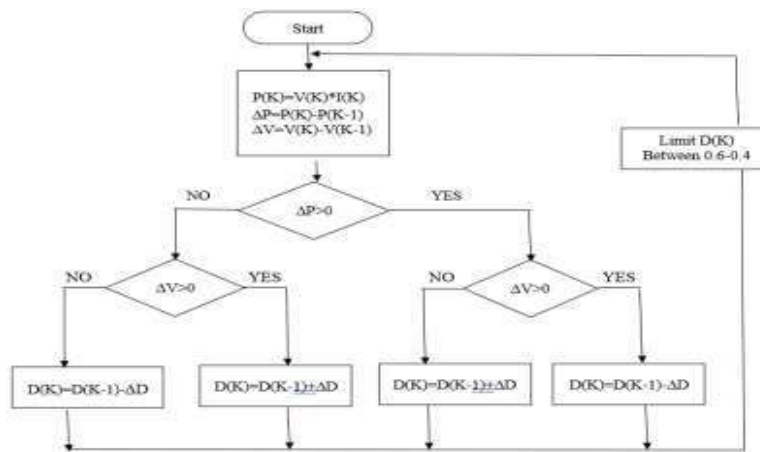 Start
P(K)=V(K)*I(K)
ΔP=P(K)-P(K-1)
ΔV=V(K)-V(K-1)
Limit D(K)
Between 0.6-0.4
NO
ΔP>0
YES
NO
ΔV>0
YES
NO
ΔV>0
YES
D(K)=D(K-1)-ΔD
D(K)=D(K-1)+ΔD
D(K)=D(K-1)+ΔD
D(K)=D(K-1)-ΔD